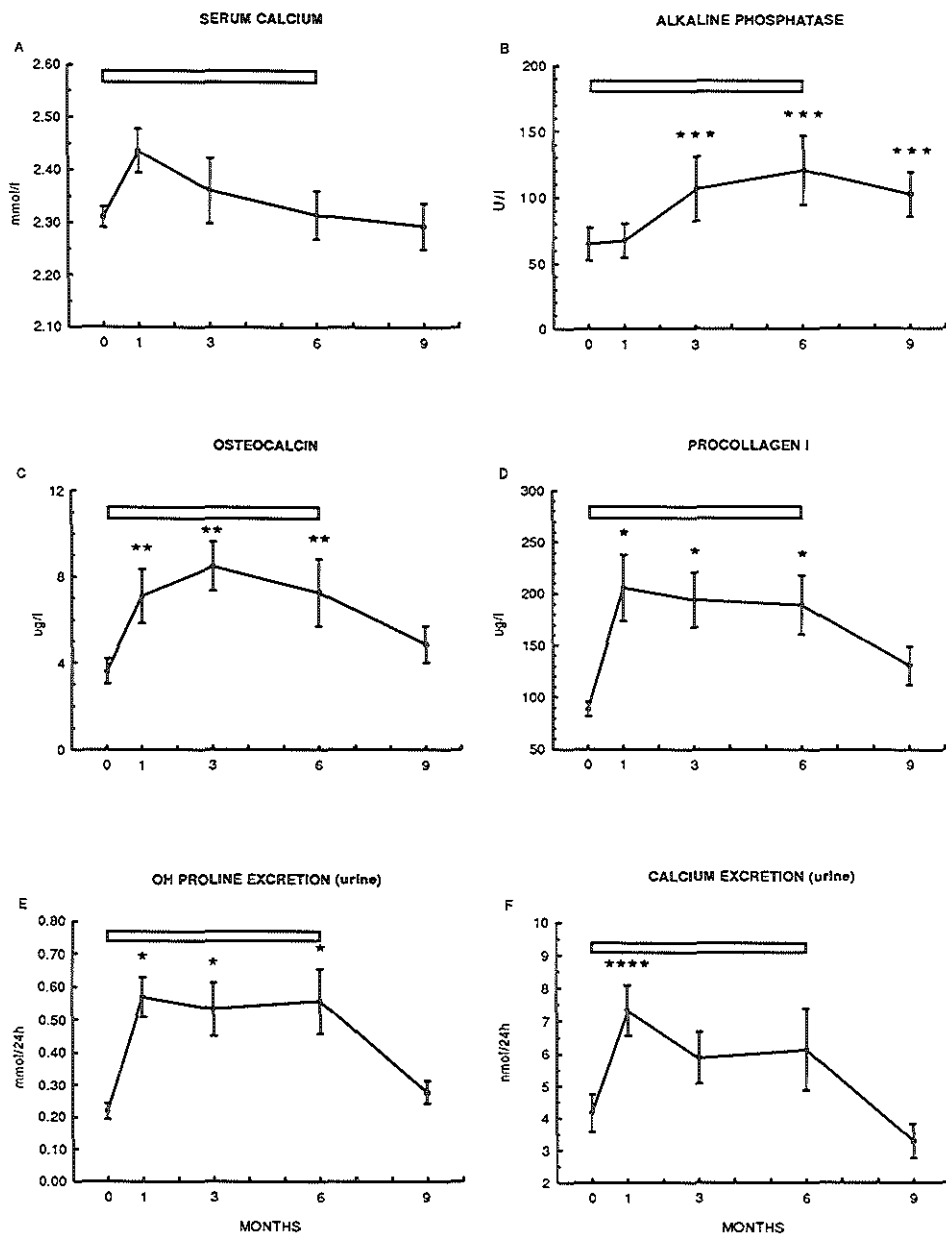 SERUM CALCIUM
A
2.60
2.50
2.40
2.30
2.20
2.10
mmol/l
0 1 3 6 9
ALKALINE PHOSPHATASE
B
200
150
100
50
0
U/l
*** *** ***
0 1 3 6 9
OSTEOCALCIN
C
12
8
4
0
ug/l
** ** **
0 1 3 6 9
PROCOLLAGEN I
D
300
250
200
150
100
50
ug/l
* * *
0 1 3 6 9
OH PROLINE EXCRETION (urine)
E
0.80
0.70
0.60
0.50
0.40
0.30
0.20
0.10
0.00
mmol/24h
* * *
0 1 3 6 9
MONTHS
CALCIUM EXCRETION (urine)
F
10
9
8
7
6
5
4
3
2
nmol/24h
****
0 1 3 6 9
MONTHS